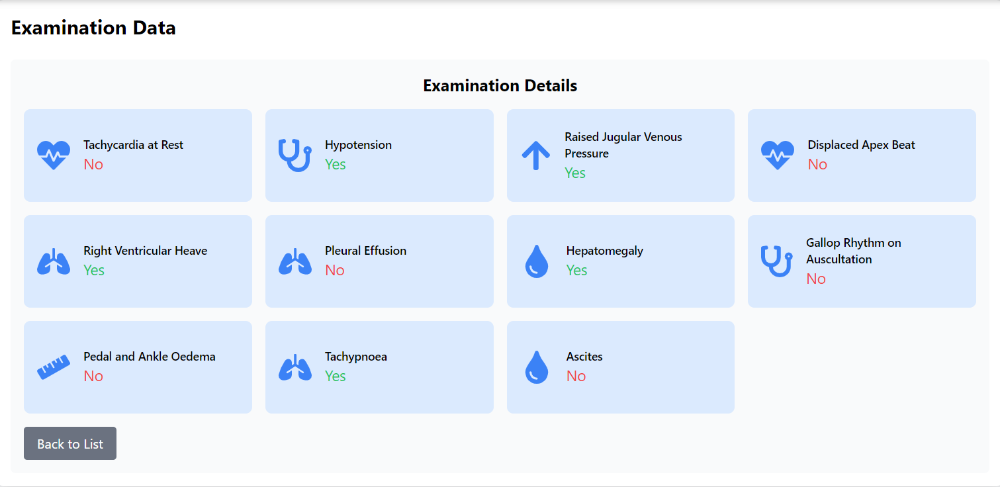 Examination Data
Examination Details
Tachycardia at Rest
No
Hypotension
Yes
Raised Jugular Venous
Pressure
Yes
Displaced Apex Beat
No
Right Ventricular Heave
Yes
Pleural Effusion
No
Hepatomegaly
Yes
Gallop Rhythm on
Auscultation
No
Pedal and Ankle Oedema
No
Tachypnoea
Yes
Ascites
No
Back to List